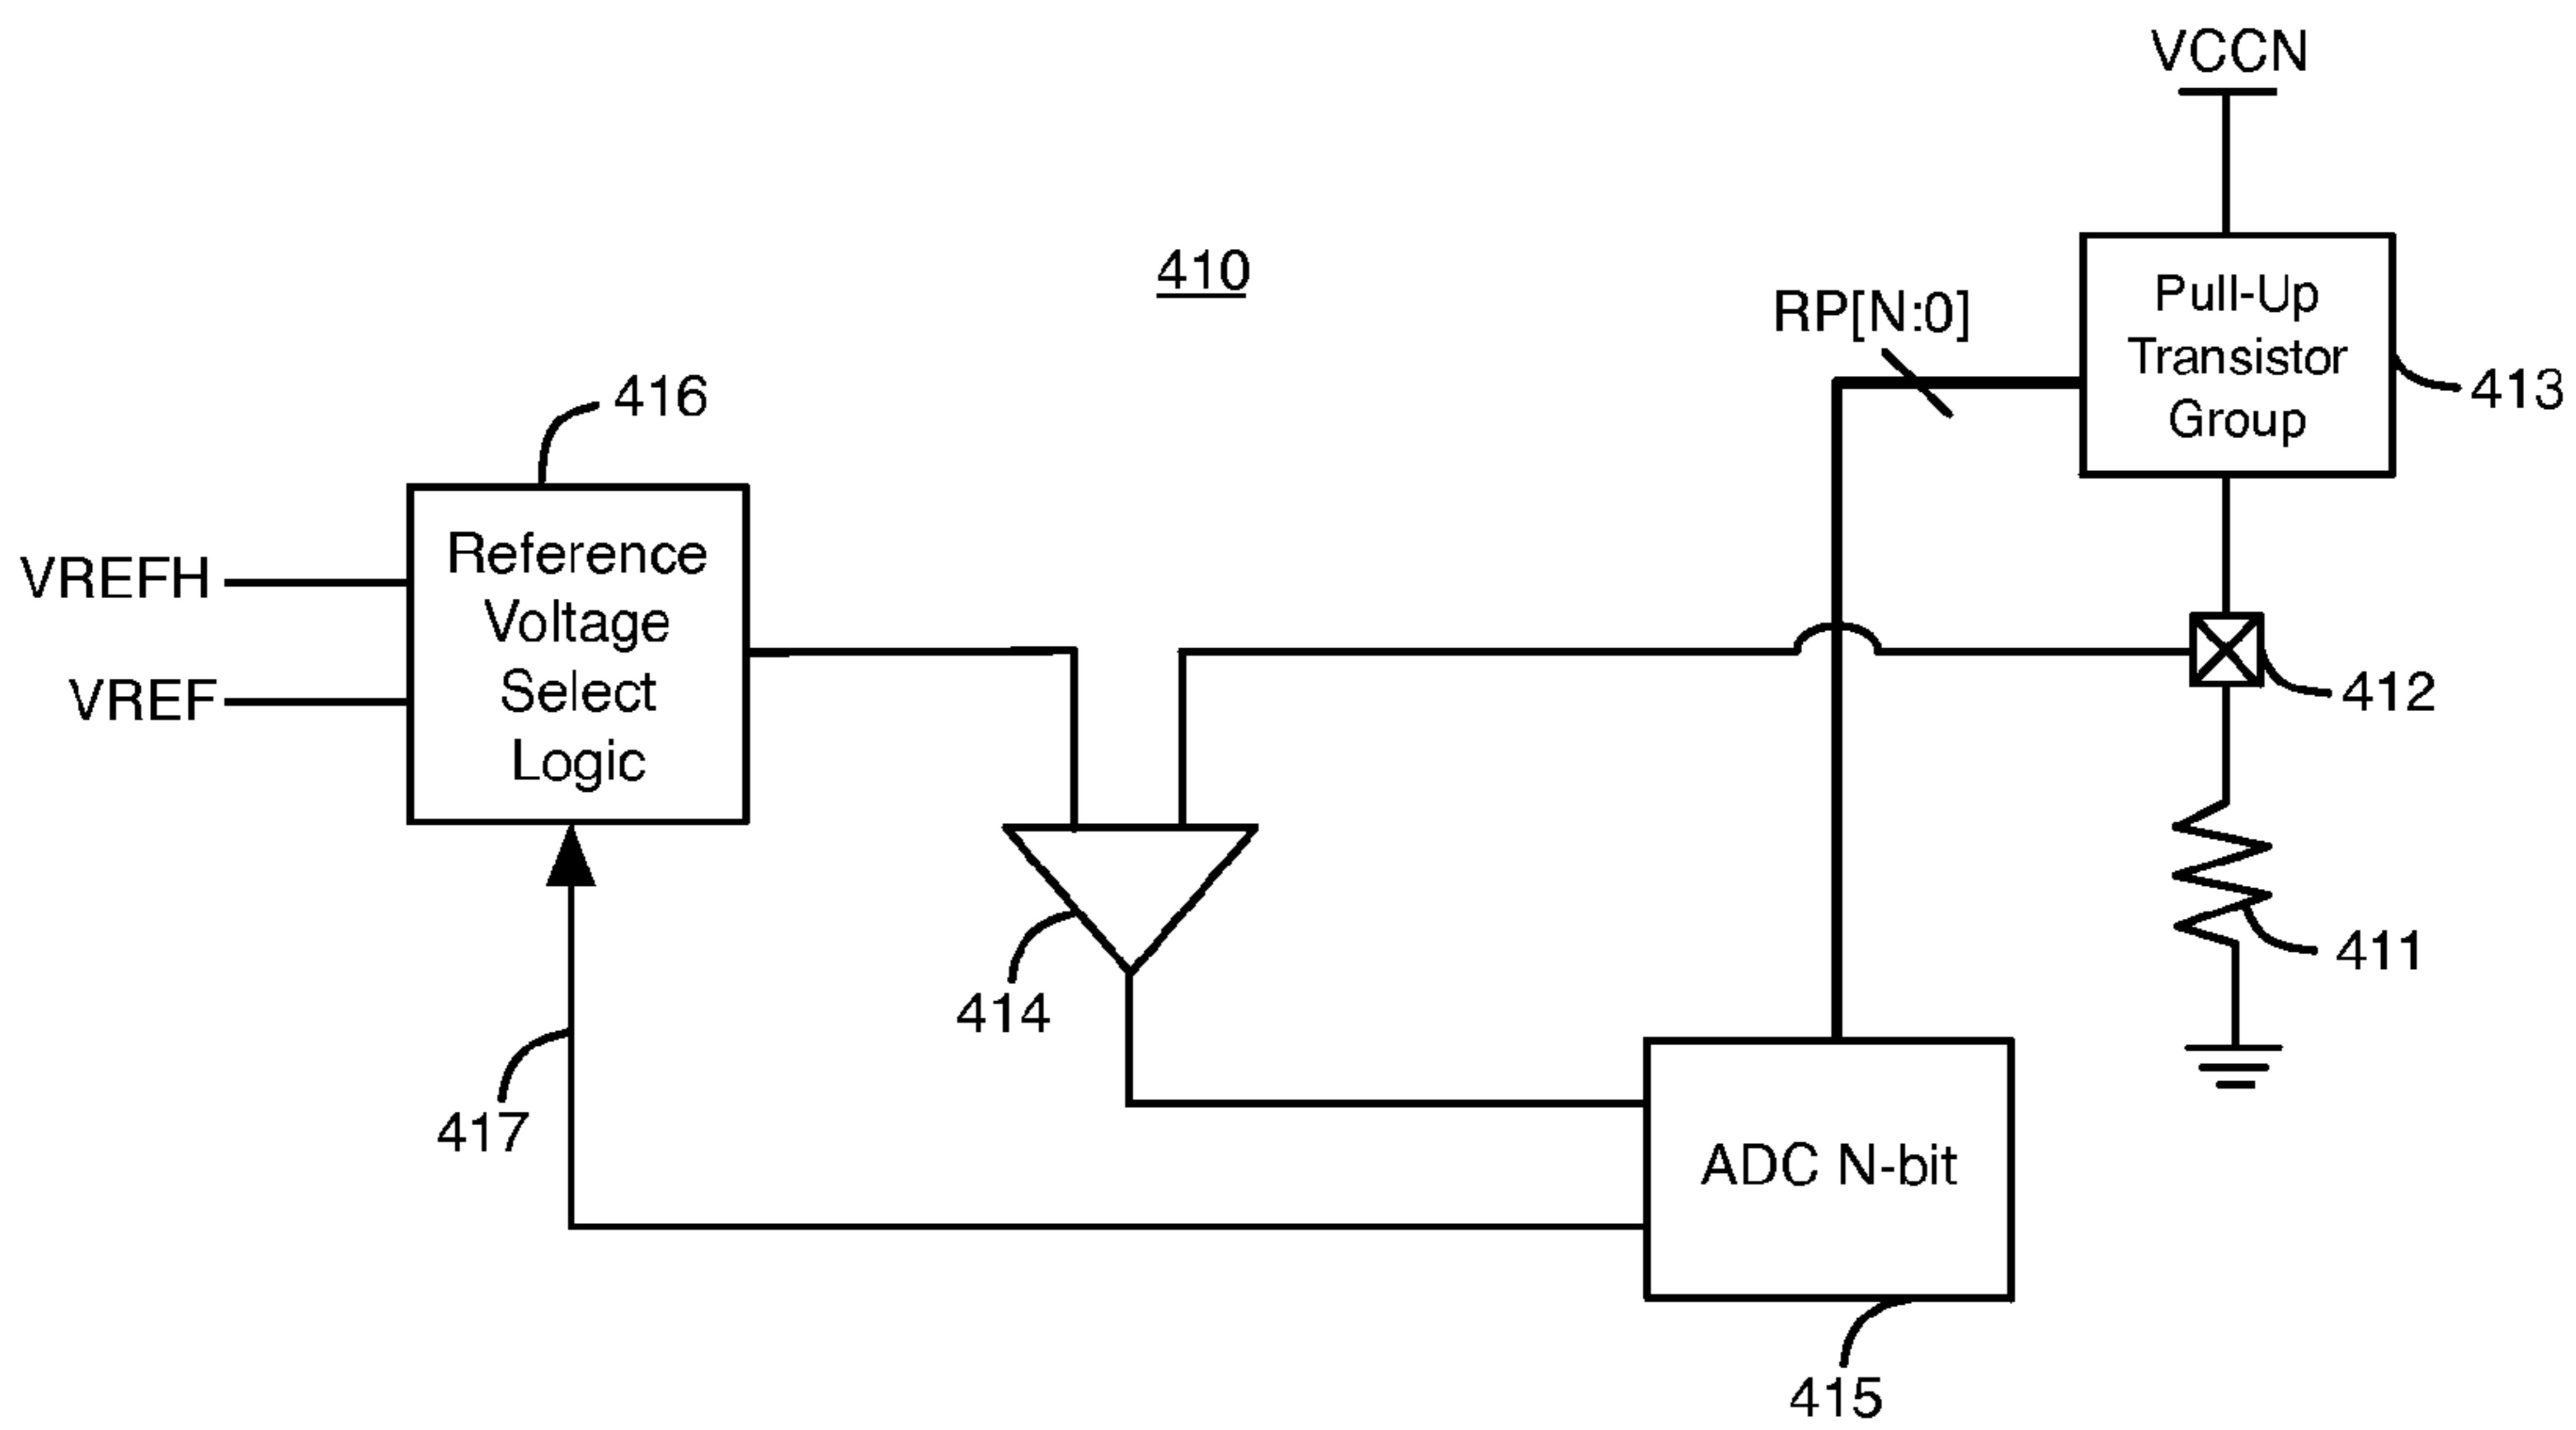 VCCN
410
RP[N:0]
Pull-Up
Transistor
Group
413
416
Reference
Voltage
Select
Logic
VREFH
VREF
412
411
414
417
ADC N-bit
415